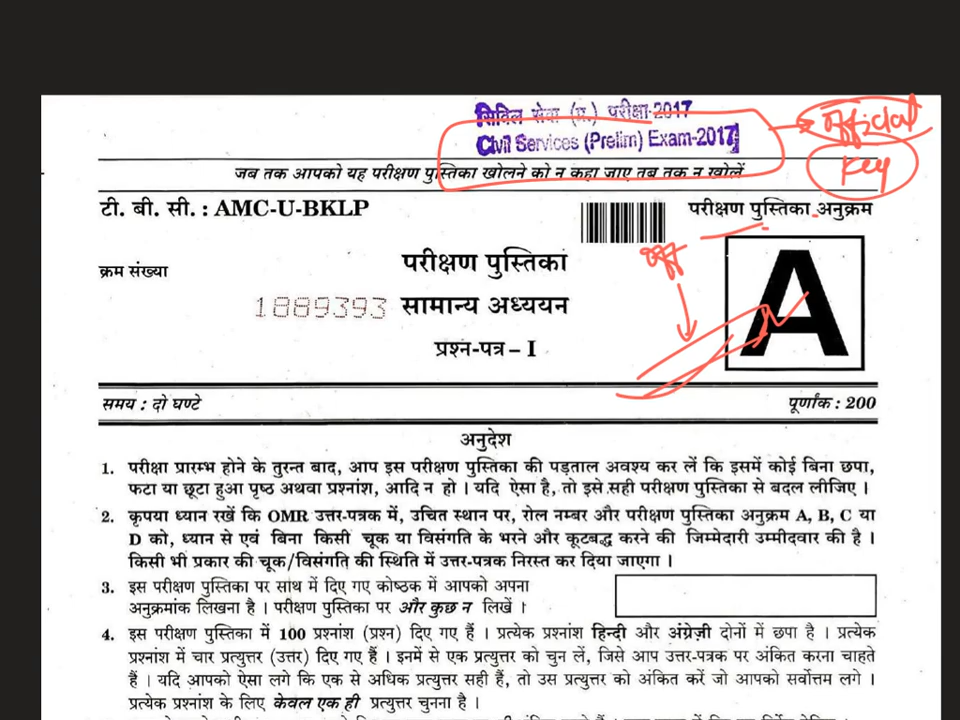 सिविल सेवा (प्र.) परीक्षा-2017
Civil Services (Prelim) Exam-2017
official
Key
जब तक आपको यह परीक्षण पुस्तिका खोलने को न कहा जाए तब तक न खोलें
टी. बी. सी. : AMC-U-BKLP
परीक्षण पुस्तिका अनुक्रम
क्रम संख्या
परीक्षण पुस्तिका
A
1889393 सामान्य अध्ययन
प्रश्न-पत्र – I
समय : दो घण्टे
पूर्णांक : 200
अनुदेश
1. परीक्षा प्रारम्भ होने के तुरन्त बाद, आप इस परीक्षण पुस्तिका की पड़ताल अवश्य कर लें कि इसमें कोई बिना छपा,
फटा या छूटा हुआ पृष्ठ अथवा प्रश्नांश, आदि न हो । यदि ऐसा है, तो इसे सही परीक्षण पुस्तिका से बदल लीजिए ।
2. कृपया ध्यान रखें कि OMR उत्तर-पत्रक में, उचित स्थान पर, रोल नम्बर और परीक्षण पुस्तिका अनुक्रम A, B, C या
D को, ध्यान से एवं बिना किसी चूक या विसंगति के भरने और कूटबद्ध करने की जिम्मेदारी उम्मीदवार की है ।
किसी भी प्रकार की चूक/विसंगति की स्थिति में उत्तर-पत्रक निरस्त कर दिया जाएगा ।
3. इस परीक्षण पुस्तिका पर साथ में दिए गए कोष्ठक में आपको अपना
अनुक्रमांक लिखना है । परीक्षण पुस्तिका पर और कुछ न लिखें ।
4. इस परीक्षण पुस्तिका में 100 प्रश्नांश (प्रश्न) दिए गए हैं । प्रत्येक प्रश्नांश हिन्दी और अंग्रेज़ी दोनों में छपा है । प्रत्येक
प्रश्नांश में चार प्रत्युत्तर (उत्तर) दिए गए हैं । इनमें से एक प्रत्युत्तर को चुन लें, जिसे आप उत्तर-पत्रक पर अंकित करना चाहते
हैं । यदि आपको ऐसा लगे कि एक से अधिक प्रत्युत्तर सही हैं, तो उस प्रत्युत्तर को अंकित करें जो आपको सर्वोत्तम लगे ।
प्रत्येक प्रश्नांश के लिए केवल एक ही प्रत्युत्तर चुनना है ।